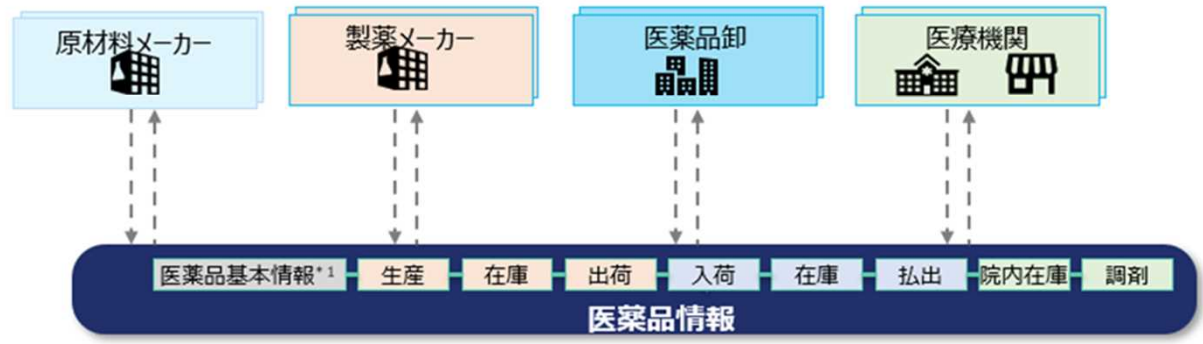 原材料メーカー
製薬メーカー
医薬品卸
医療機関
医薬品基本情報*1
生産
在庫
出荷
入荷
在庫
払出
院内在庫
調剤
医薬品情報